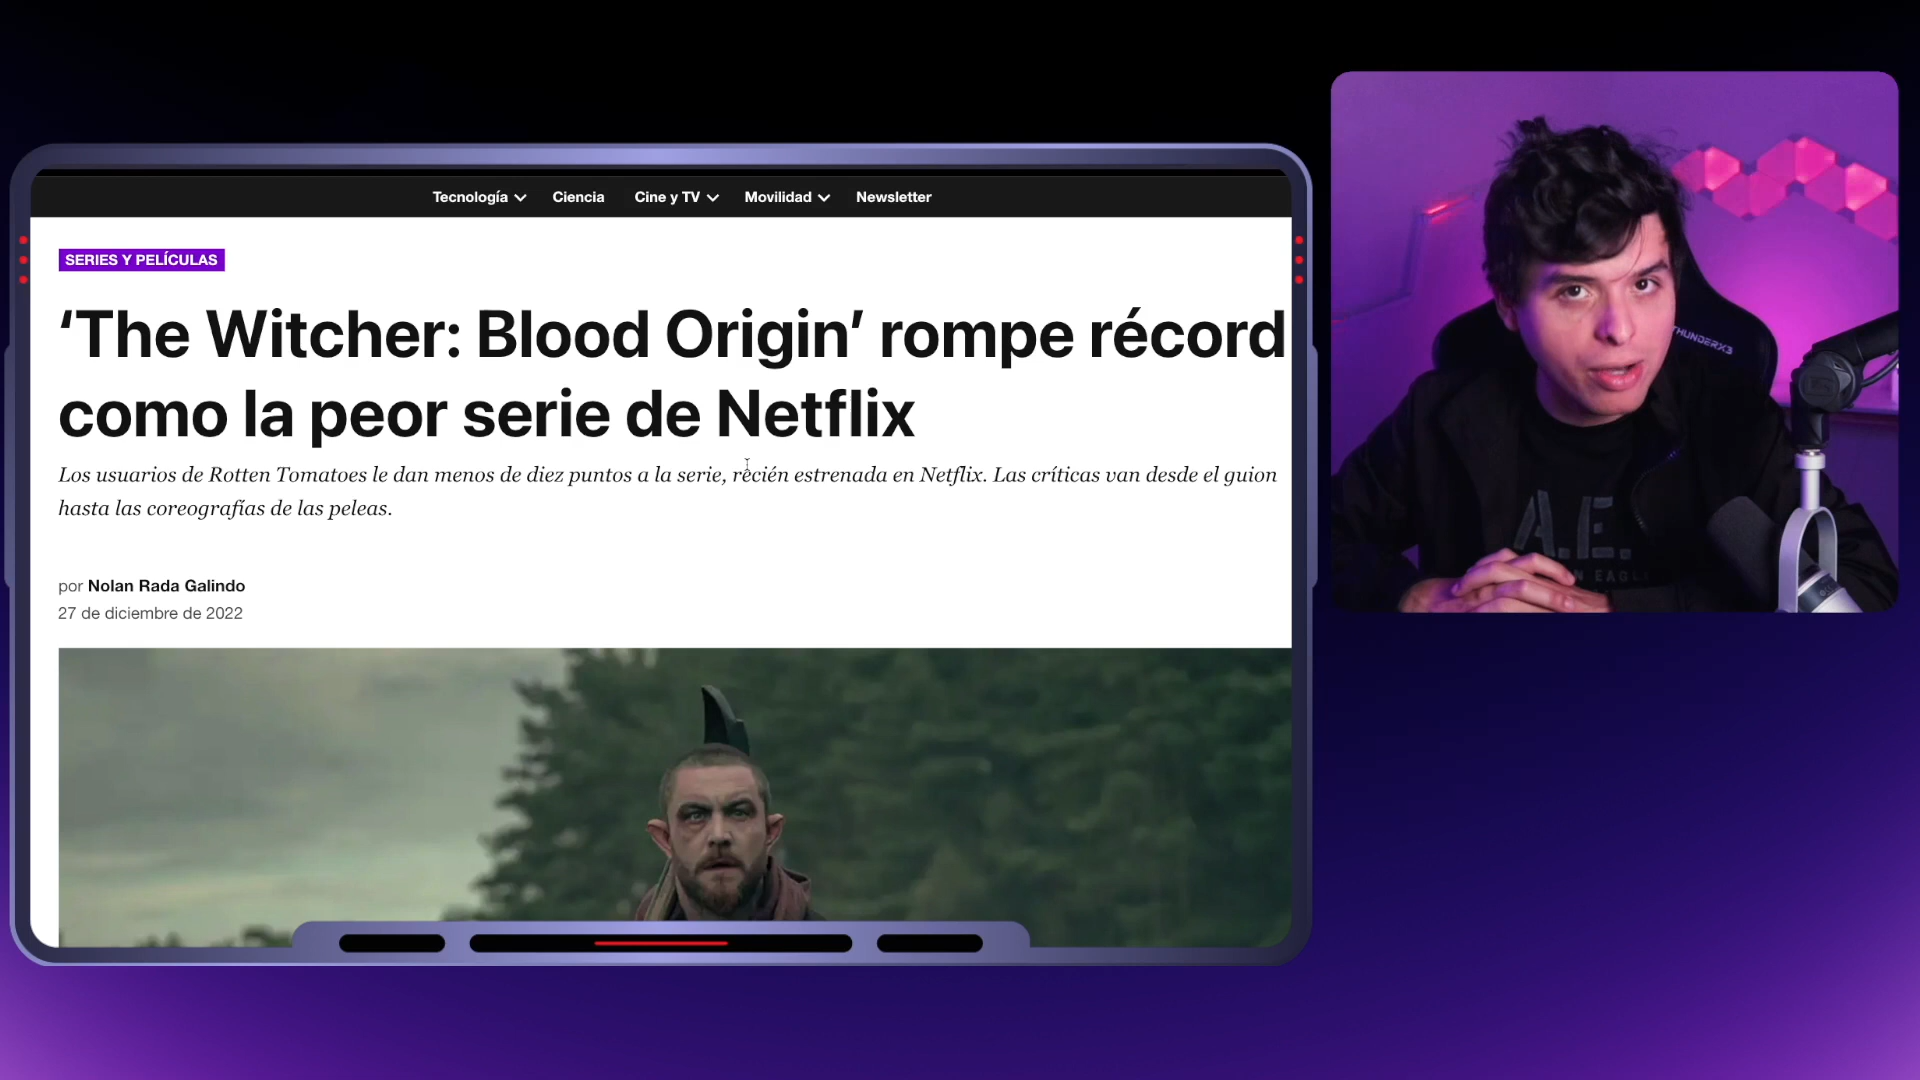 Tecnología Ciencia Cine y TV Movilidad Newsletter
SERIES Y PELÍCULAS
‘The Witcher: Blood Origin’ rompe récord
como la peor serie de Netflix
Los usuarios de Rotten Tomatoes le dan menos de diez puntos a la serie, recién estrenada en Netflix. Las críticas van desde el guion
hasta las coreografías de las peleas.
por Nolan Rada Galindo
27 de diciembre de 2022
THUNDERX3
A.E.